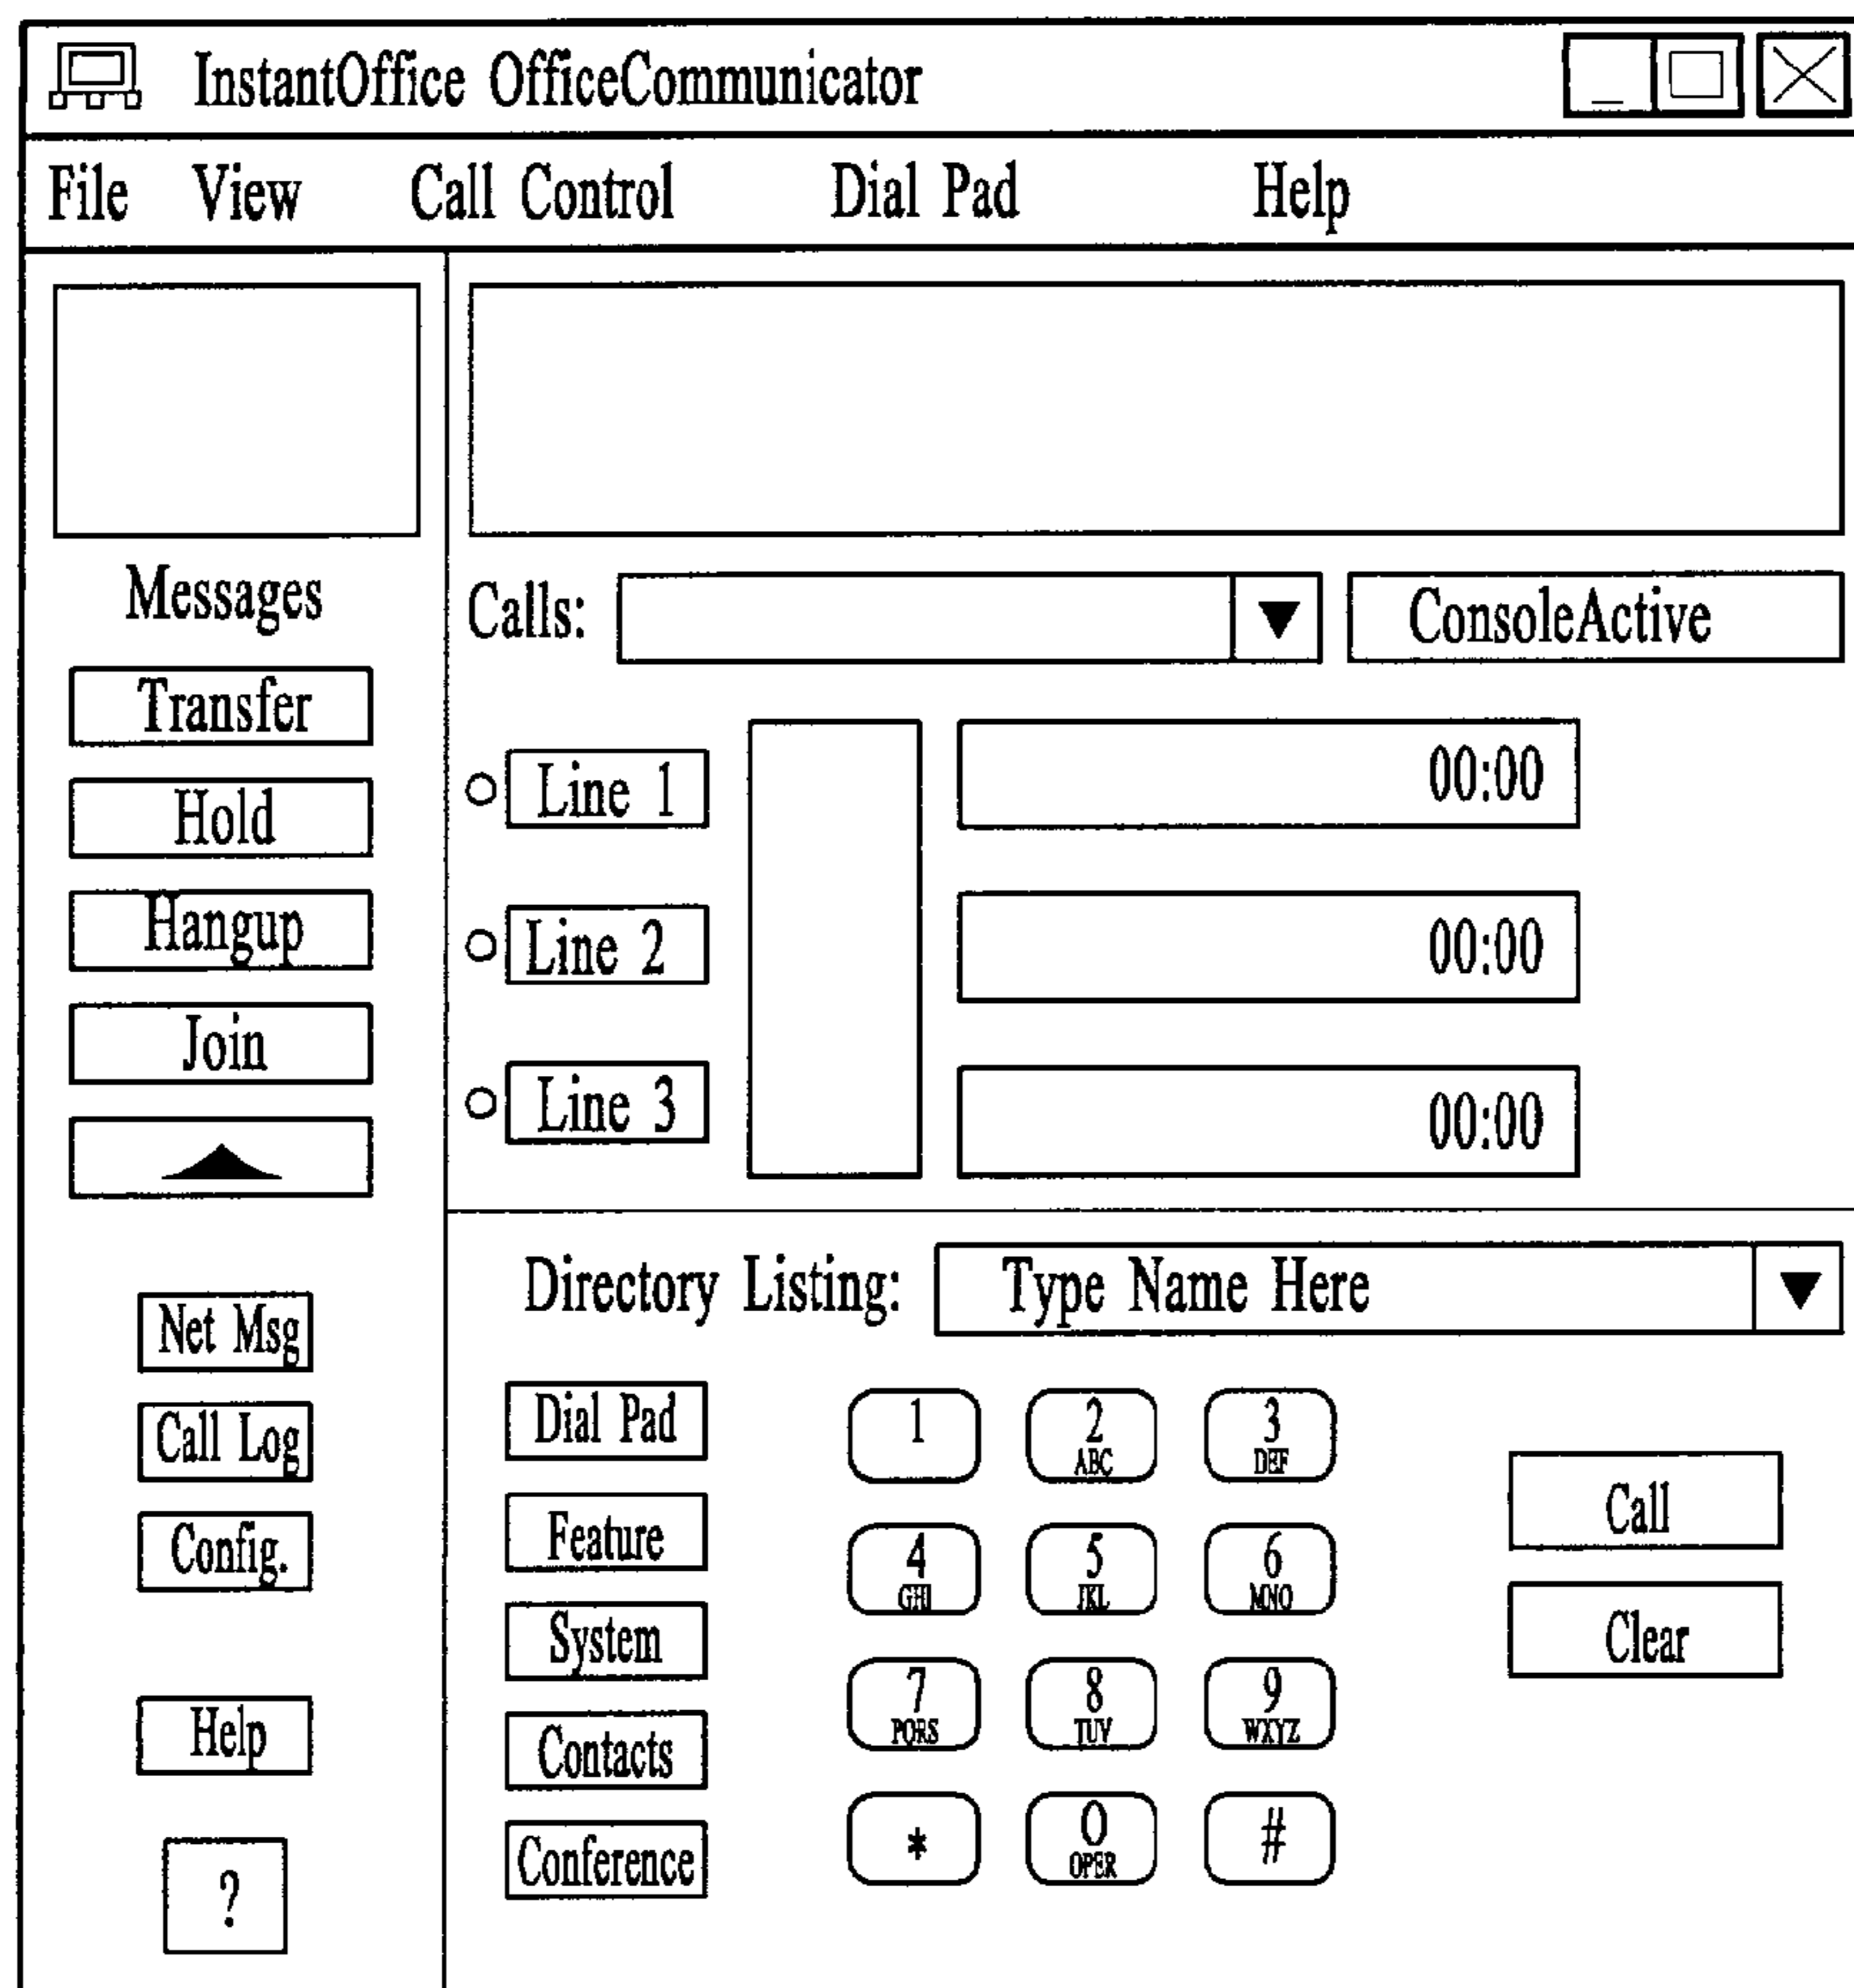 InstantOffice OfficeCommunicator
File View Call Control Dial Pad Help
Messages
Transfer
Hold
Hangup
Join
Net Msg
Call Log
Config.
Help
?
Calls:
ConsoleActive
Line 1 00:00
Line 2 00:00
Line 3 00:00
Directory Listing: Type Name Here
Dial Pad
Feature
System
Contacts
Conference
1 2 3
ABC DEF
4 5 6
GHI JKL MNO
7 8 9
PQRS TUV WXYZ
* 0 #
OPER
Call
Clear